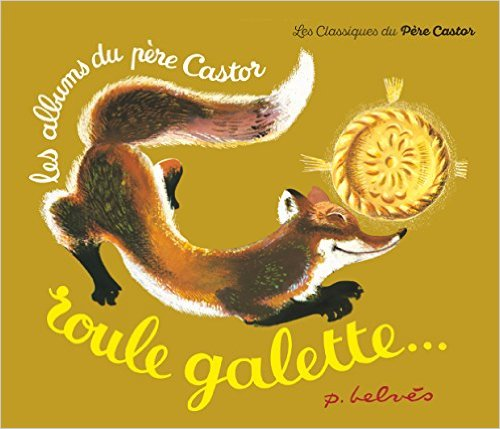 Les Classiques du Père Castor
les albums du père Castor
roule galette...
p. belvès